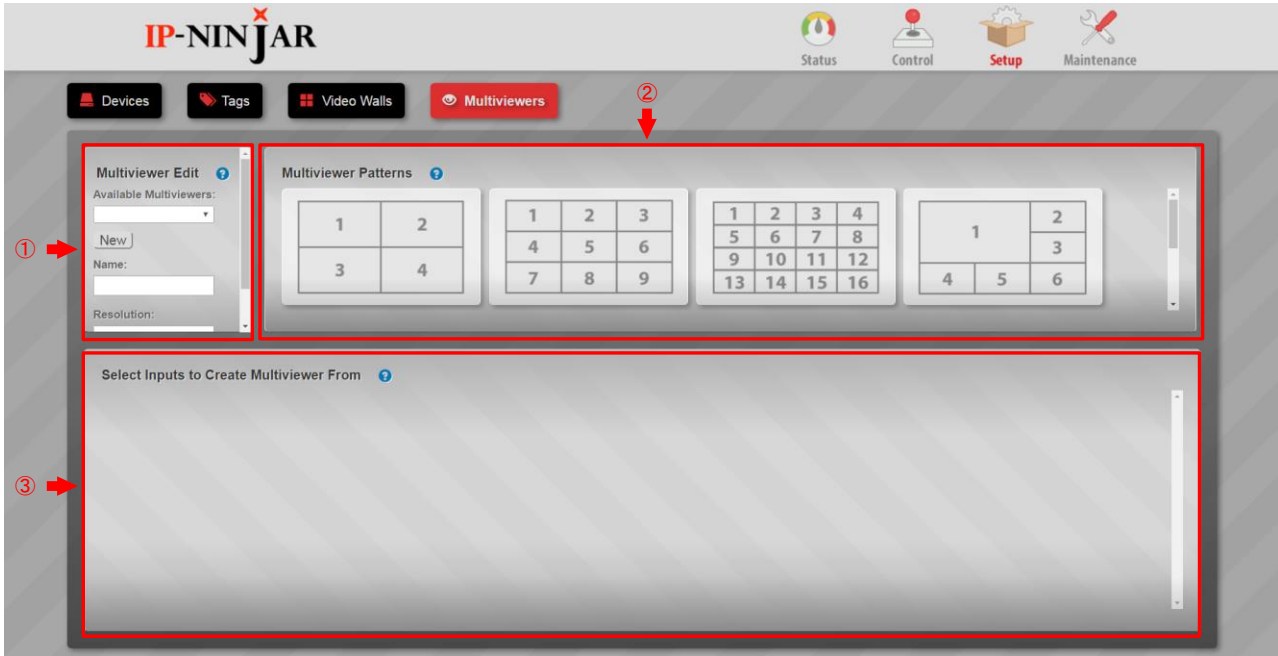 IP-NINJAR
Status
Control
Setup
Maintenance
Devices
Tags
Video Walls
Multiviewers
②
①
Multiviewer Edit ?
Available Multiviewers:
New
Name:
Resolution:
Multiviewer Patterns ?
1 2
3 4
1 2 3
4 5 6
7 8 9
1 2 3 4
5 6 7 8
9 10 11 12
13 14 15 16
1 2
3
4 5 6
③
Select Inputs to Create Multiviewer From ?